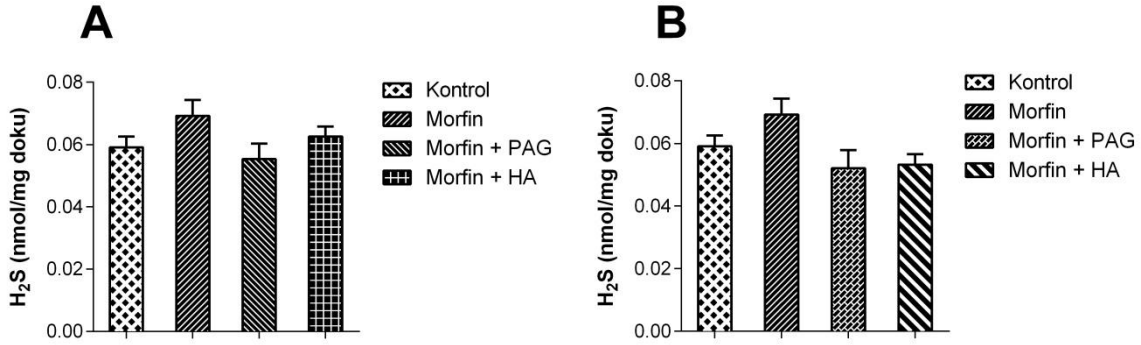 A
H₂S (nmol/mg doku)
0.08
0.06
0.04
0.02
0.00
Kontrol
Morfin
Morfin + PAG
Morfin + HA
B
H₂S (nmol/mg doku)
0.08
0.06
0.04
0.02
0.00
Kontrol
Morfin
Morfin + PAG
Morfin + HA